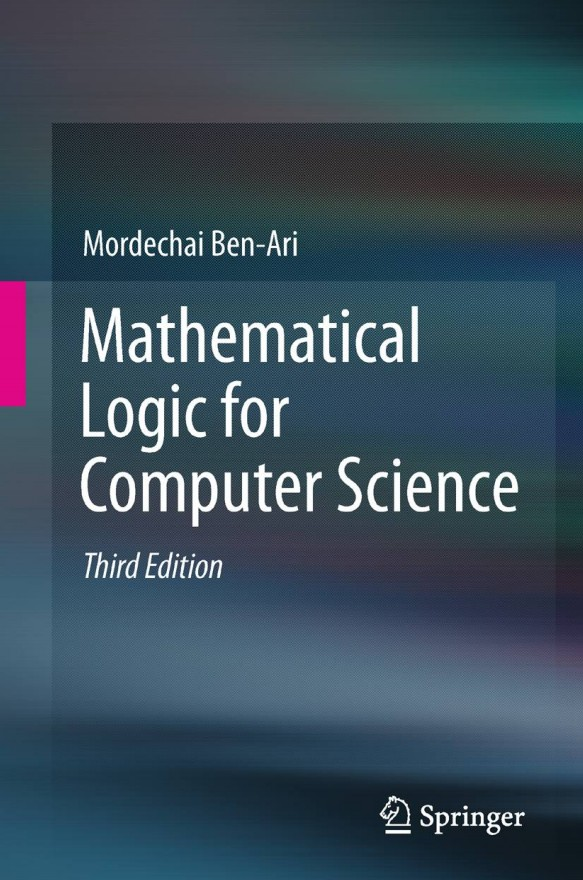 Mordechai Ben-Ari
Mathematical
Logic for
Computer Science
Third Edition
Springer